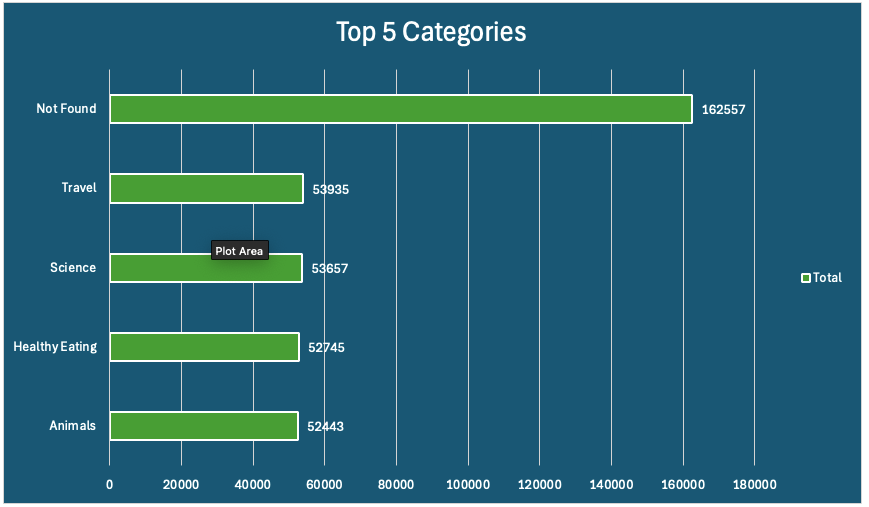 Top 5 Categories
Not Found 162557
Travel 53935
Plot Area
Science 53657
Total
Healthy Eating 52745
Animals 52443
0 20000 40000 60000 80000 100000 120000 140000 160000 180000